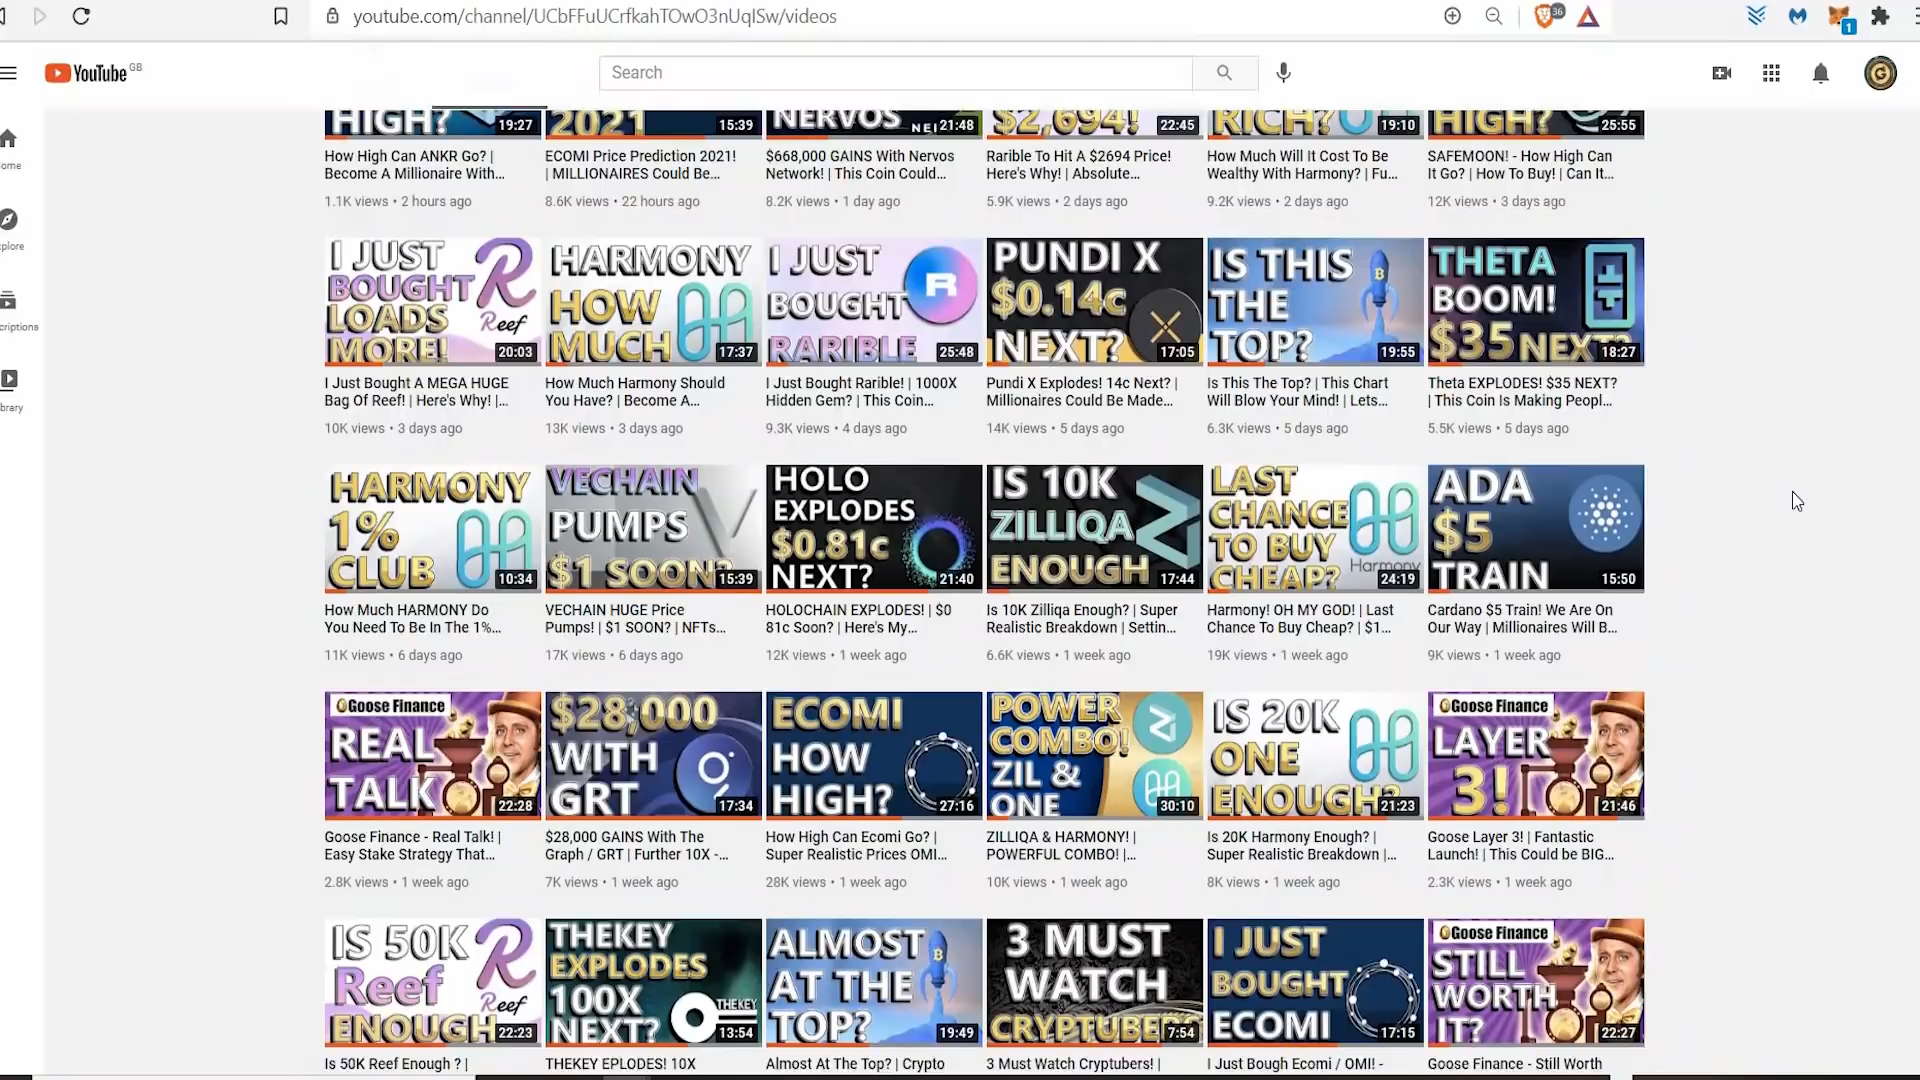 youtube.com/channel/UCbFFuUCrfkahTOwO3nUqISw/videos
36
1
YouTube GB
Search
G
HIGH? 19:27
2021 15:39
NERVOS 21:48
$2,694! 22:45
RICH? 19:10
HIGH? 25:55
How High Can ANKR Go? |
Become A Millionaire With...
1.1K views • 2 hours ago
ECOMI Price Prediction 2021!
| MILLIONAIRES Could Be...
8.6K views • 22 hours ago
$668,000 GAINS With Nervos
Network! | This Coin Could...
8.2K views • 1 day ago
Rarible To Hit A $2694 Price!
Here's Why! | Absolute...
5.9K views • 2 days ago
How Much Will It Cost To Be
Wealthy With Harmony? | Fu...
9.2K views • 2 days ago
SAFEMOON! - How High Can
It Go? | How To Buy! | Can It...
12K views • 3 days ago
ome
plore
criptions
brary
I JUST
BOUGHT
LOADS
MORE!
Reef
20:03
HARMONY
HOW
MUCH
17:37
I JUST
BOUGHT
RARIBLE
25:48
PUNDI X
$0.14c
NEXT?
17:05
IS THIS
THE
TOP?
19:55
THETA
BOOM!
$35 NEXT?
18:27
I Just Bought A MEGA HUGE
Bag Of Reef! | Here's Why! |...
10K views • 3 days ago
How Much Harmony Should
You Have? | Become A...
13K views • 3 days ago
I Just Bought Rarible! | 1000X
Hidden Gem? | This Coin...
9.3K views • 4 days ago
Pundi X Explodes! 14c Next? |
Millionaires Could Be Made...
14K views • 5 days ago
Is This The Top? | This Chart
Will Blow Your Mind! | Lets...
6.3K views • 5 days ago
Theta EXPLODES! $35 NEXT?
| This Coin Is Making Peopl...
5.5K views • 5 days ago
HARMONY
1%
CLUB
10:34
VECHAIN
PUMPS
$1 SOON?
15:39
HOLO
EXPLODES
$0.81c
NEXT?
21:40
IS 10K
ZILLIQA
ENOUGH
17:44
LAST
CHANCE
TO BUY
CHEAP?
Harmony
24:19
ADA
$5
TRAIN
15:50
How Much HARMONY Do
You Need To Be In The 1%...
11K views • 6 days ago
VECHAIN HUGE Price
Pumps! | $1 SOON? | NFTs...
17K views • 6 days ago
HOLOCHAIN EXPLODES! | $0
81c Soon? | Here's My...
12K views • 1 week ago
Is 10K Zilliqa Enough? | Super
Realistic Breakdown | Settin...
6.6K views • 1 week ago
Harmony! OH MY GOD! | Last
Chance To Buy Cheap? | $1...
19K views • 1 week ago
Cardano $5 Train! We Are On
Our Way | Millionaires Will B...
9K views • 1 week ago
Goose Finance
REAL
TALK
22:28
$28,000
WITH
GRT
17:34
ECOMI
HOW
HIGH?
27:16
POWER
COMBO!
ZIL &
ONE
30:10
IS 20K
ONE
ENOUGH?
21:23
Goose Finance
LAYER
3!
21:46
Goose Finance - Real Talk! |
Easy Stake Strategy That...
2.8K views • 1 week ago
$28,000 GAINS With The
Graph / GRT | Further 10X -...
7K views • 1 week ago
How High Can Ecomi Go? |
Super Realistic Prices OMI...
28K views • 1 week ago
ZILLIQA & HARMONY! |
POWERFUL COMBO! |...
10K views • 1 week ago
Is 20K Harmony Enough? |
Super Realistic Breakdown |...
8K views • 1 week ago
Goose Layer 3! | Fantastic
Launch! | This Could be BIG...
2.3K views • 1 week ago
IS 50K
Reef
ENOUGH
Reef
22:23
THEKEY
EXPLODES
100X
NEXT?
THEKEY
13:54
ALMOST
AT THE
TOP?
19:49
3 MUST
WATCH
CRYPTUBE
7:54
I JUST
BOUGHT
ECOMI
17:15
Goose Finance
STILL
WORTH
IT?
22:27
Is 50K Reef Enough ? |
THEKEY EPLODES! 10X
Almost At The Top? | Crypto
3 Must Watch Cryptubers! |
I Just Bough Ecomi / OMI! -
Goose Finance - Still Worth